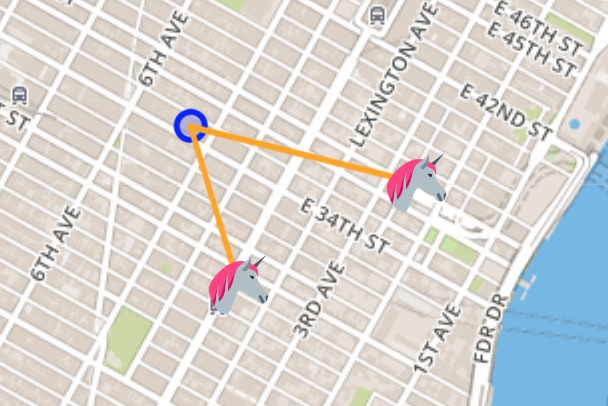 E 46TH ST
E 45TH ST
6TH AVE
LEXINGTON AVE
E 42ND ST
ST
E 34TH ST
6TH AVE
3RD AVE
1ST AVE
FDR DR